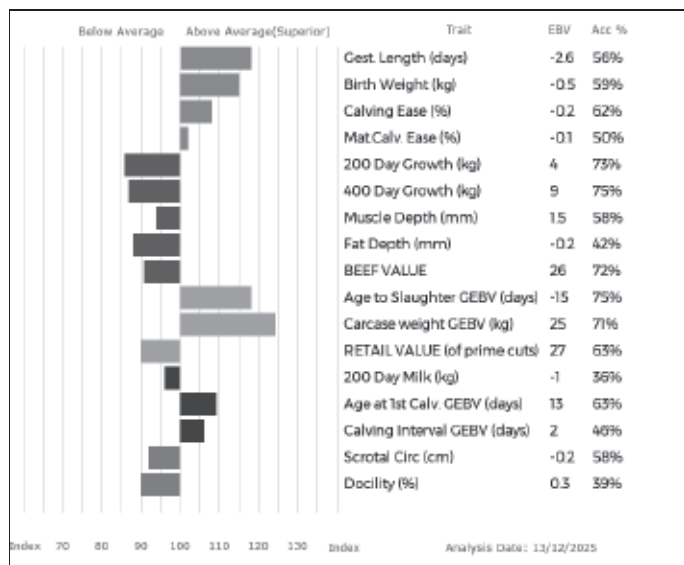 Below Average Above Average(Superior) Trait EBV Acc %
Gest. Length (days) -2.6 56%
Birth Weight (kg) -0.5 59%
Calving Ease (%) -0.2 62%
Mat.Calv. Ease (%) -0.1 50%
200 Day Growth (kg) 4 73%
400 Day Growth (kg) 9 75%
Muscle Depth (mm) 1.5 58%
Fat Depth (mm) -0.2 42%
BEEF VALUE 26 72%
Age to Slaughter GEBV (days) -15 75%
Carcase weight GEBV (kg) 25 71%
RETAIL VALUE (of prime cuts) 27 63%
200 Day Milk (kg) -1 36%
Age at 1st Calv. GEBV (days) 13 63%
Calving Interval GEBV (days) 2 46%
Scrotal Circ (cm) -0.2 58%
Docility (%) 0.3 39%
Index 70 80 90 100 110 120 130 Index Analysis Date: 13/12/2025